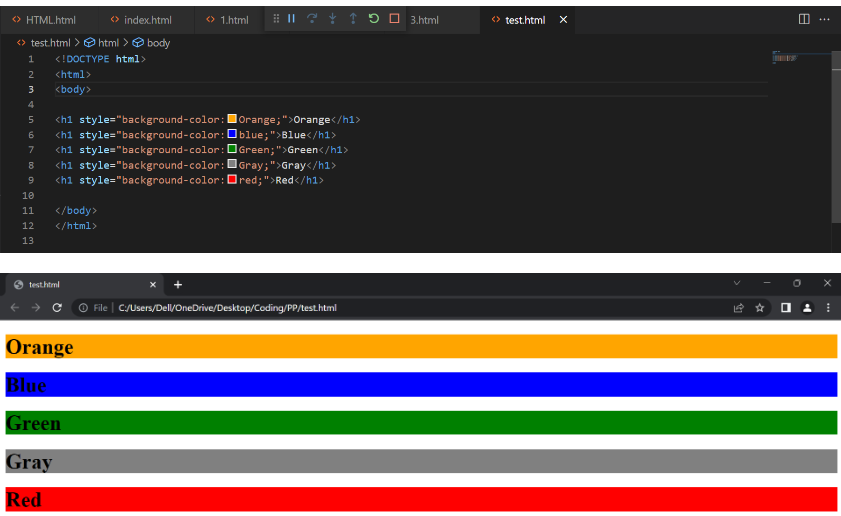 HTML.html index.html 1.html 3.html test.html
test.html > html > body
1 <!DOCTYPE html>
2 <html>
3 <body>
4
5 <h1 style="background-color:Orange;">Orange</h1>
6 <h1 style="background-color:blue;">Blue</h1>
7 <h1 style="background-color:Green;">Green</h1>
8 <h1 style="background-color:Gray;">Gray</h1>
9 <h1 style="background-color:red;">Red</h1>
10
11 </body>
12 </html>
13
test.html
File | C:/Users/Dell/OneDrive/Desktop/Coding/PP/test.html
Orange
Blue
Green
Gray
Red